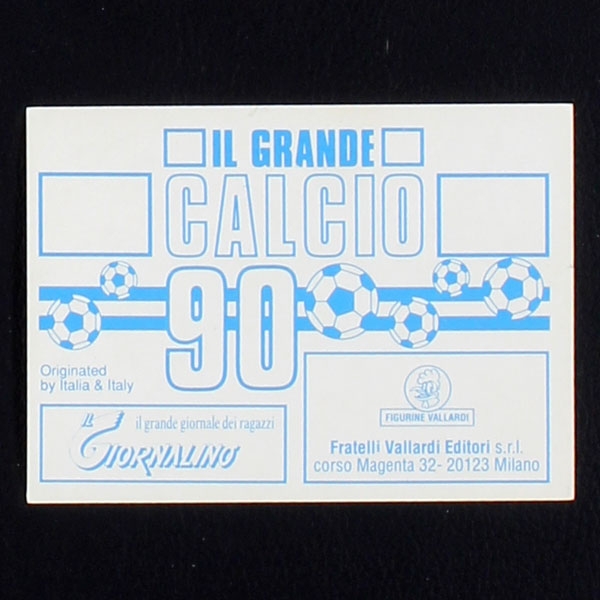 IL GRANDE
CALCIO
90
Originated
by Italia & Italy
il grande giornale dei ragazzi
IL GIORNALINO
FIGURINE VALLARDI
Fratelli Vallardi Editori s.r.l.
corso Magenta 32- 20123 Milano